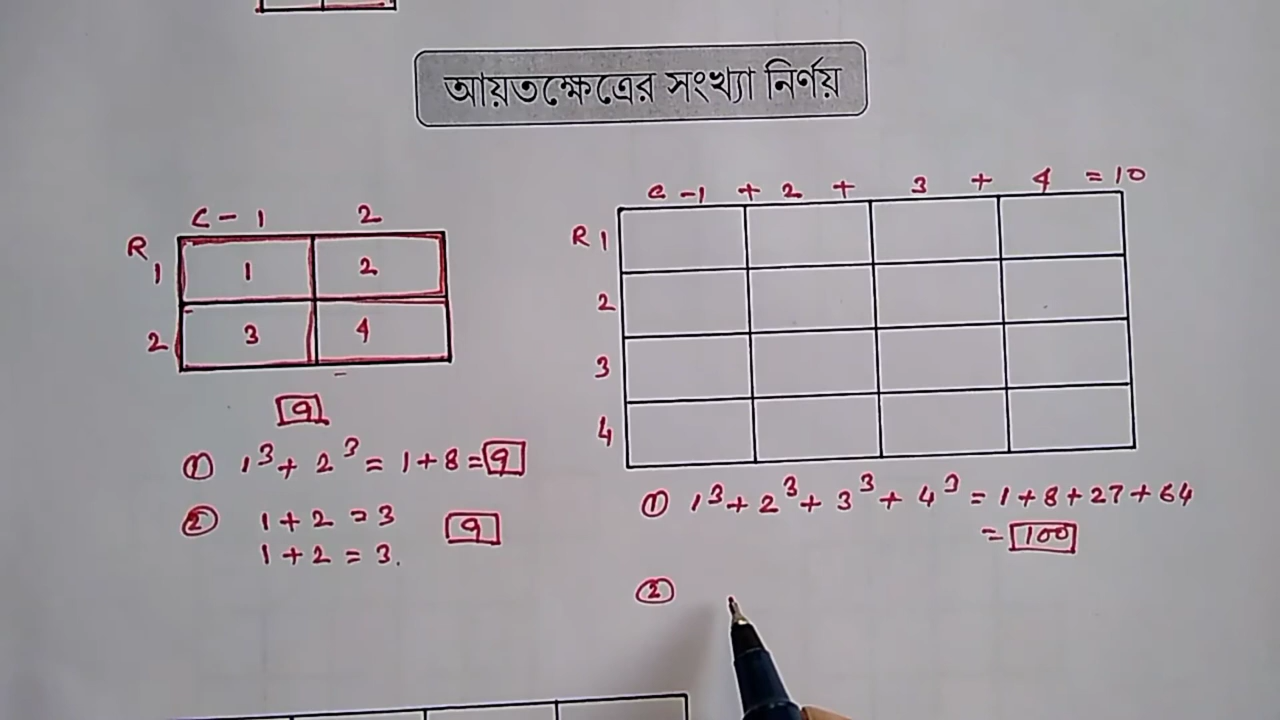 আয়তক্ষেত্রের সংখ্যা নির্ণয়
C - 1 2
R
1 1 2
2 3 4
9
① 1³ + 2³ = 1 + 8 = 9
② 1 + 2 = 3
1 + 2 = 3.
9
C - 1 + 2 + 3 + 4 = 10
R 1
2
3
4
① 1³ + 2³ + 3³ + 4³ = 1 + 8 + 27 + 64
= 100
②